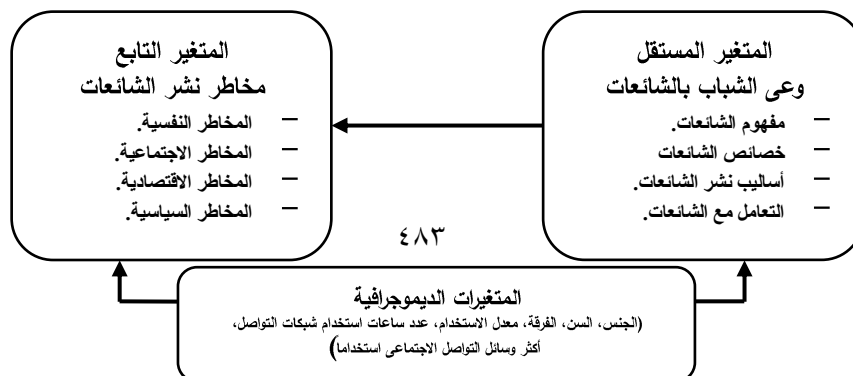 المتغير المستقل
وعى الشباب بالشائعات
– مفهوم الشائعات.
– خصائص الشائعات
– أساليب نشر الشائعات.
– التعامل مع الشائعات.
المتغير التابع
مخاطر نشر الشائعات
– المخاطر النفسية.
– المخاطر الاجتماعية.
– المخاطر الاقتصادية.
– المخاطر السياسية.
٤٨٣
المتغيرات الديموجرافية
(الجنس، السن، الفرقة، معدل الاستخدام، عدد ساعات استخدام شبكات التواصل،
أكثر وسائل التواصل الاجتماعى استخداما)